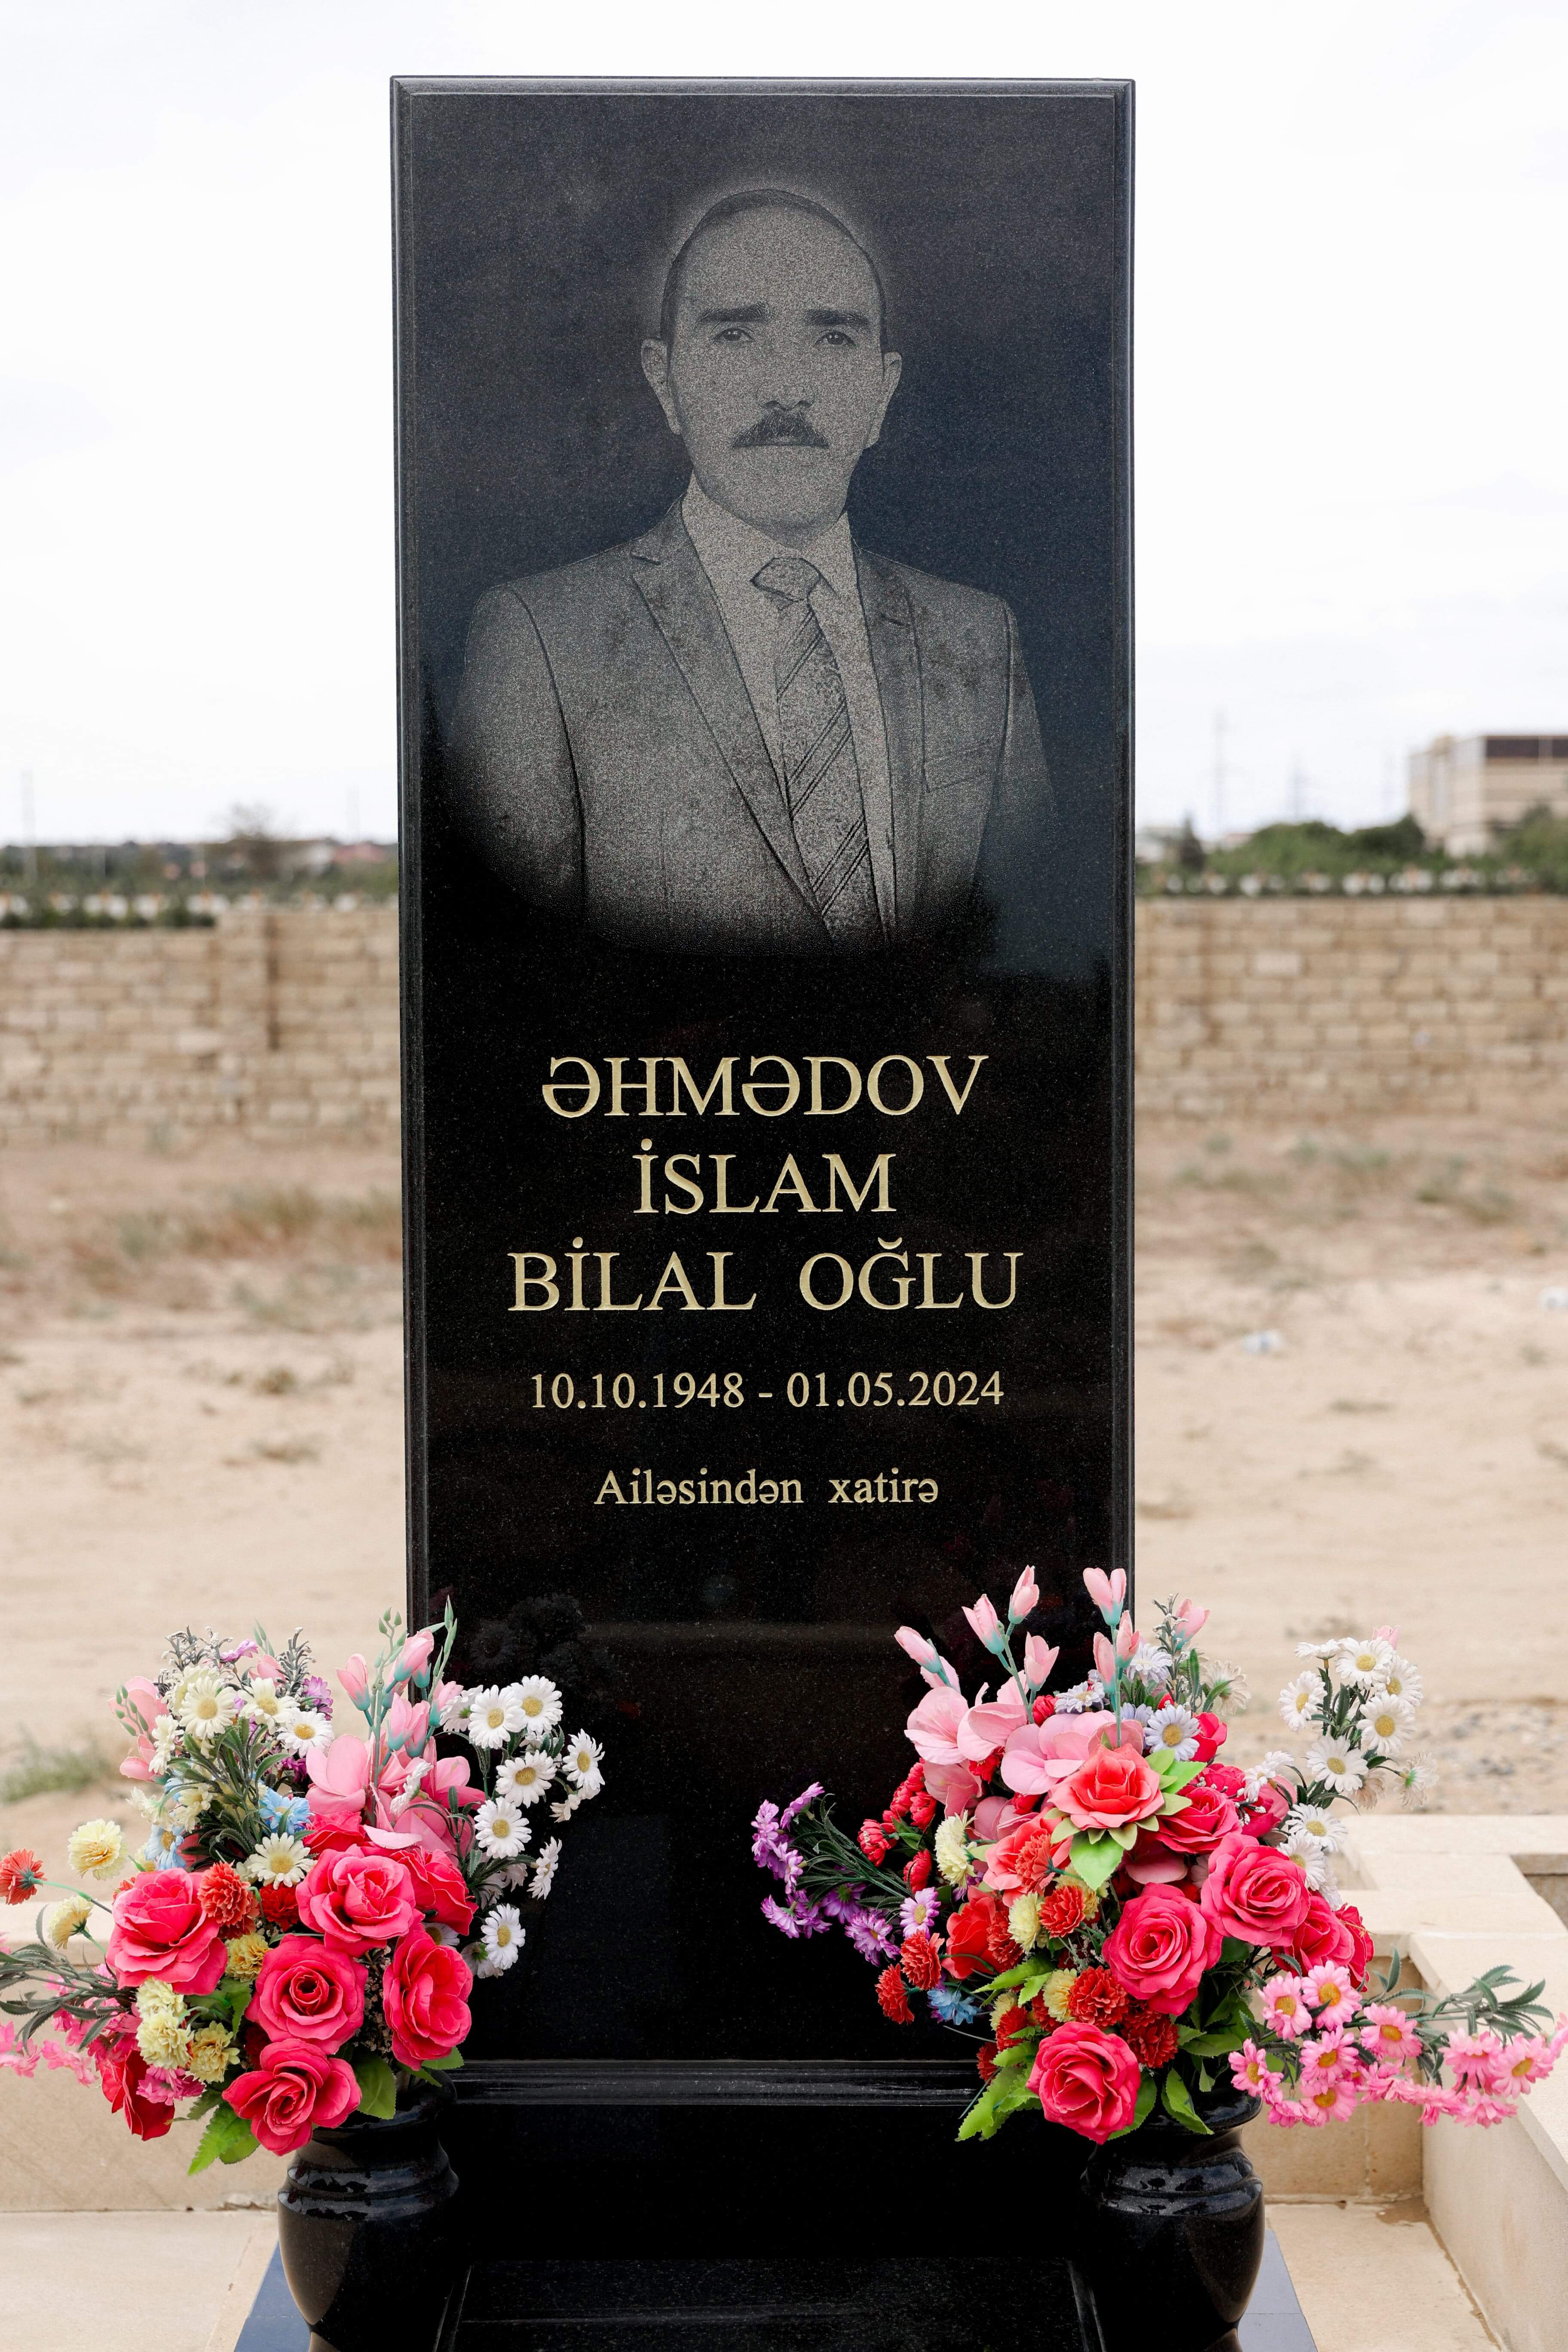 ƏHMƏDOV
İSLAM
BİLAL OĞLU
10.10.1948 - 01.05.2024
Ailəsindən xatirə